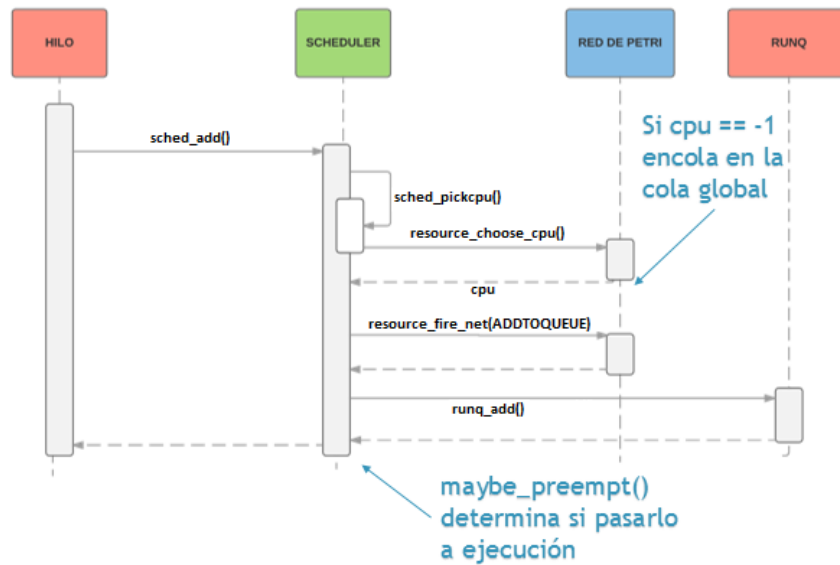 HILO
SCHEDULER
RED DE PETRI
RUNQ
Si cpu == -1
encola en la
cola global
sched_add()
sched_pickcpu()
resource_choose_cpu()
cpu
resource_fire_net(ADDTOQUEUE)
runq_add()
maybe_preempt()
determina si pasarlo
a ejecución